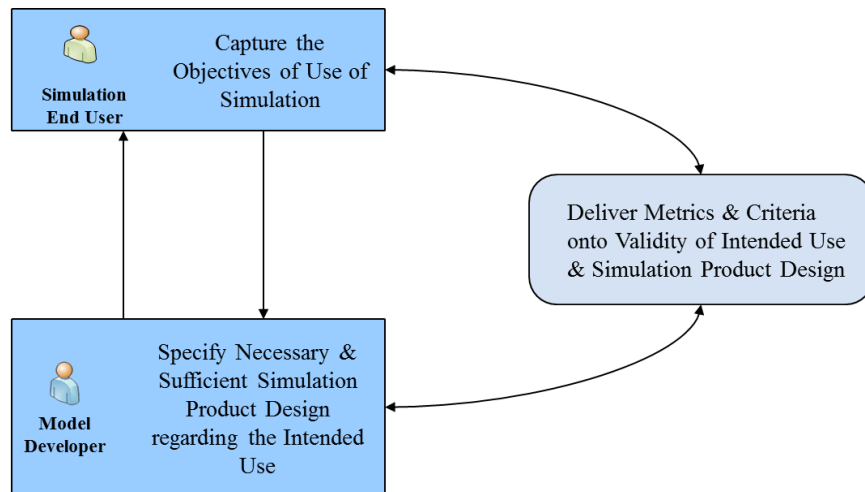 Capture the
Objectives of Use of
Simulation
Simulation
End User
Deliver Metrics & Criteria
onto Validity of Intended Use
& Simulation Product Design
Specify Necessary &
Sufficient Simulation
Product Design
regarding the Intended
Use
Model
Developer